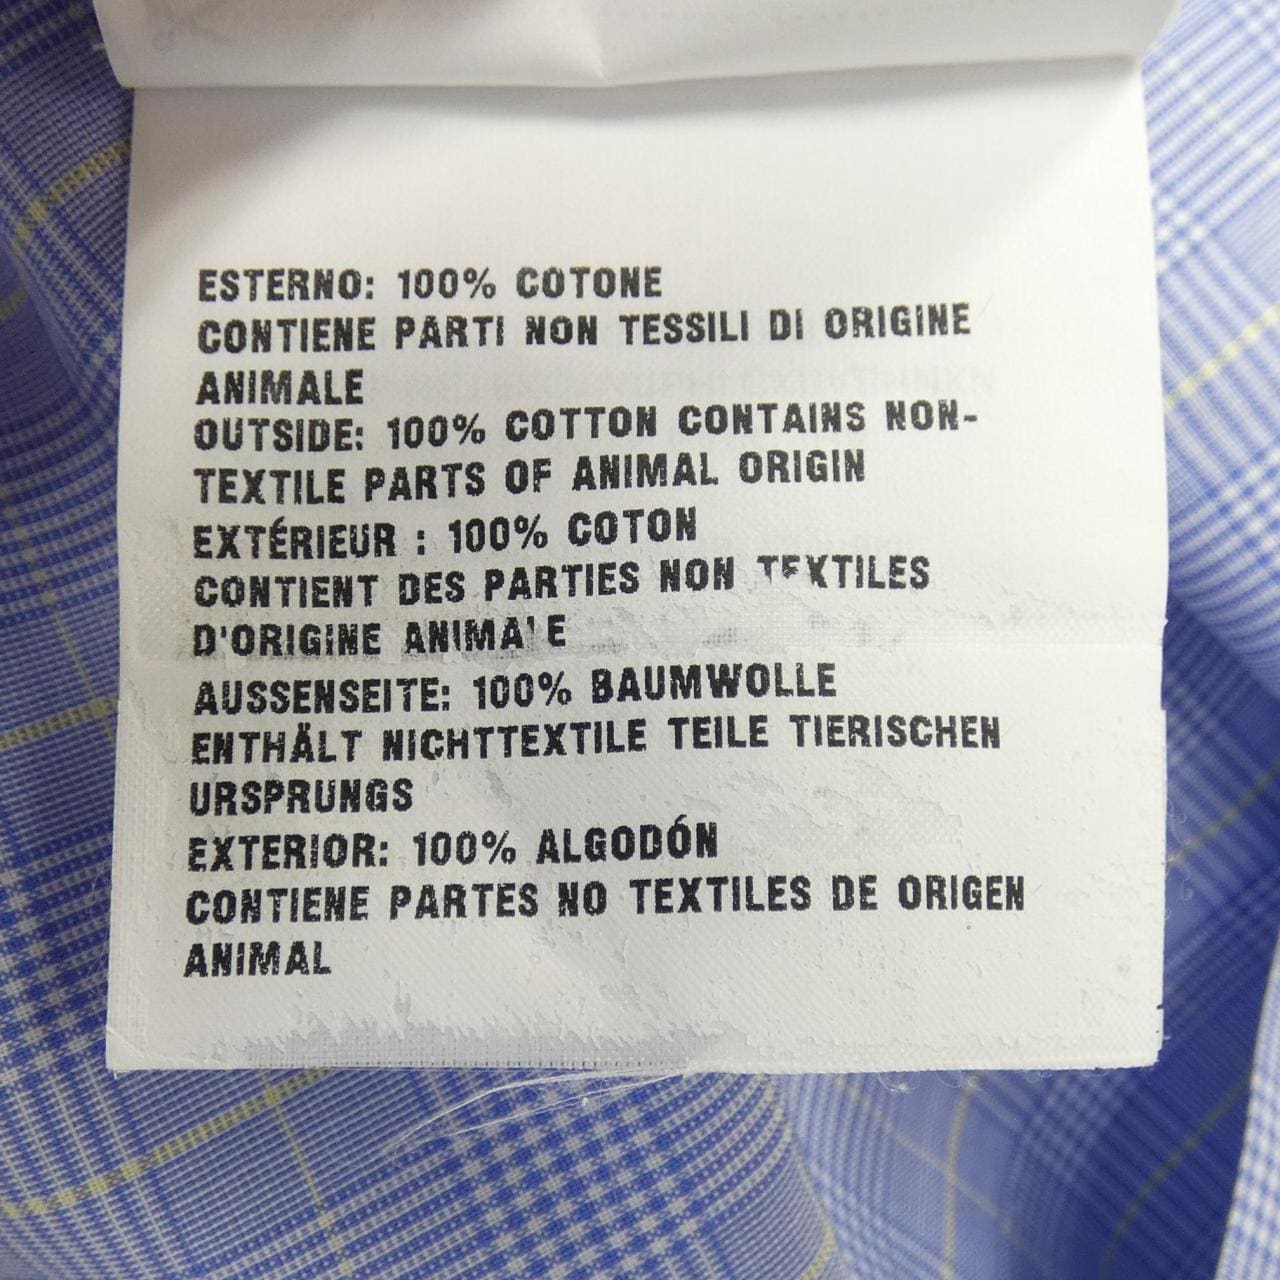 ESTERNO: 100% COTONE
CONTIENE PARTI NON TESSILI DI ORIGINE
ANIMALE
OUTSIDE: 100% COTTON CONTAINS NON-
TEXTILE PARTS OF ANIMAL ORIGIN
EXTÉRIEUR : 100% COTON
CONTIENT DES PARTIES NON TEXTILES
D'ORIGINE ANIMALE
AUSSENSEITE: 100% BAUMWOLLE
ENTHÄLT NICHTTEXTILE TEILE TIERISCHEN
URSPRUNGS
EXTERIOR: 100% ALGODÓN
CONTIENE PARTES NO TEXTILES DE ORIGEN
ANIMAL